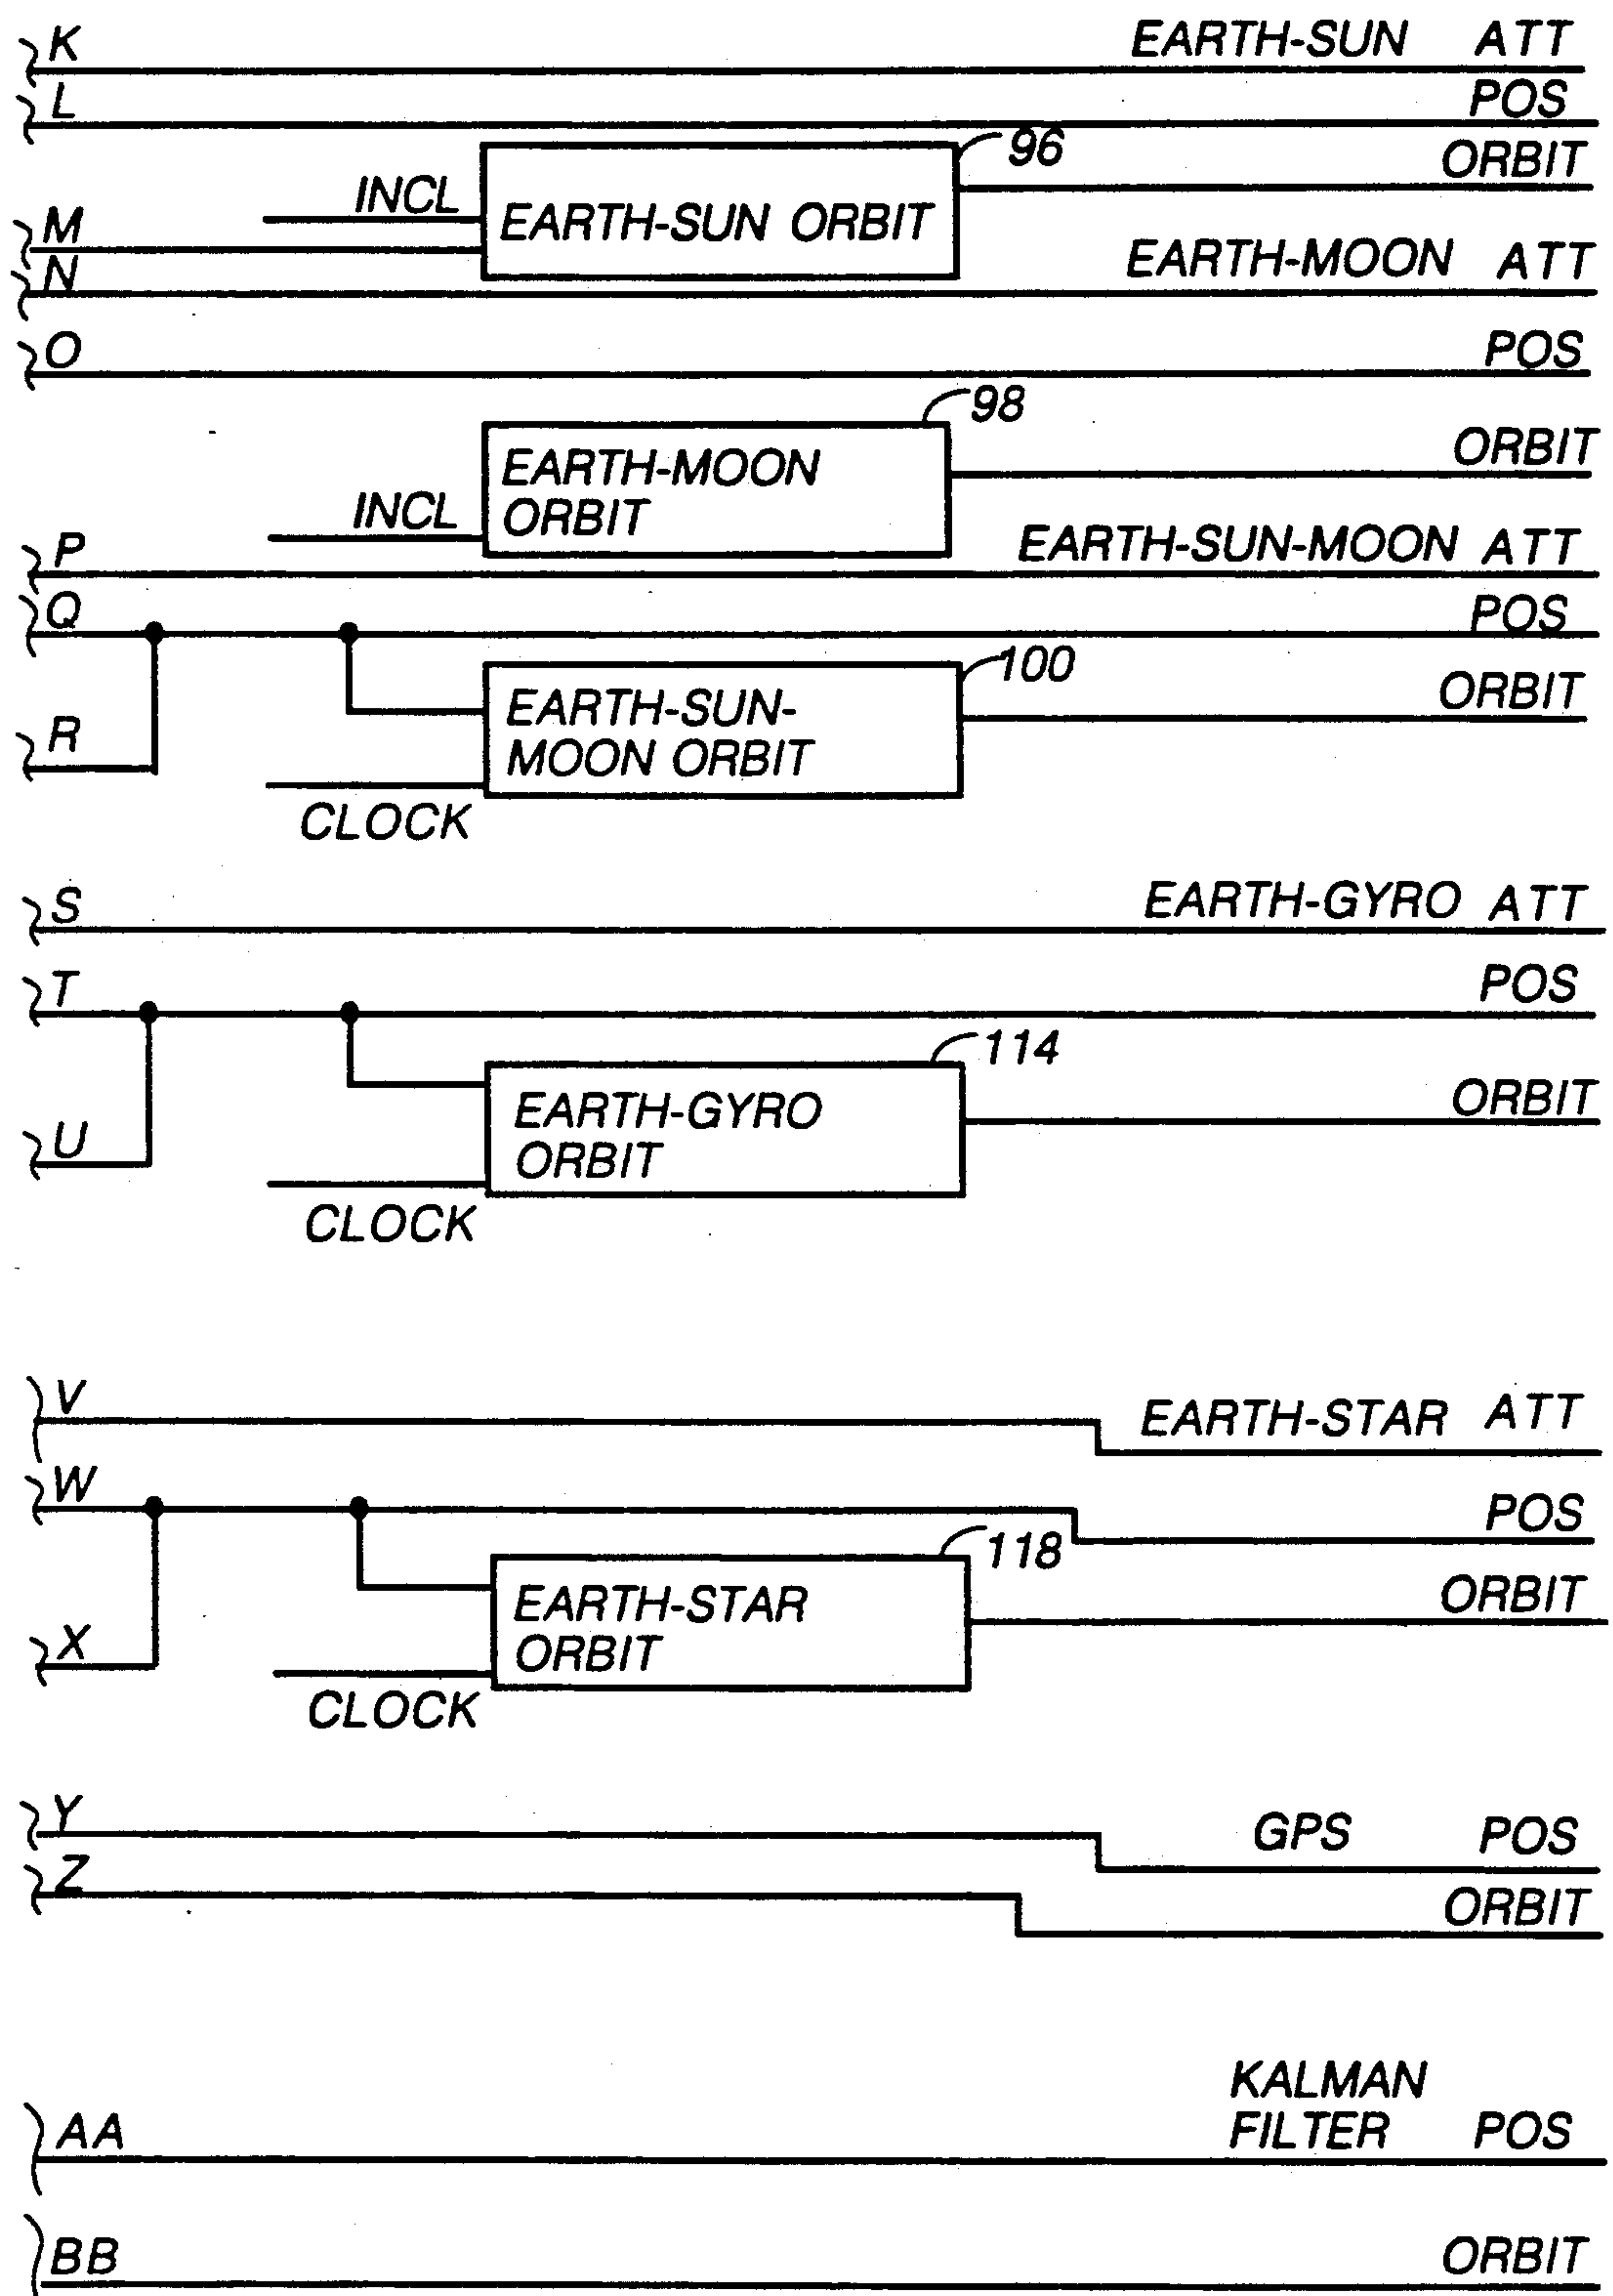 K EARTH-SUN ATT
L POS
96
ORBIT
INCL
EARTH-SUN ORBIT
M
N EARTH-MOON ATT
O POS
98
EARTH-MOON
ORBIT
ORBIT
INCL
P EARTH-SUN-MOON ATT
Q POS
100
EARTH-SUN-
MOON ORBIT
ORBIT
R
CLOCK
S EARTH-GYRO ATT
T POS
114
EARTH-GYRO
ORBIT
ORBIT
U
CLOCK
V EARTH-STAR ATT
W POS
118
EARTH-STAR
ORBIT
ORBIT
X
CLOCK
Y GPS POS
Z ORBIT
KALMAN
AA FILTER POS
BB ORBIT